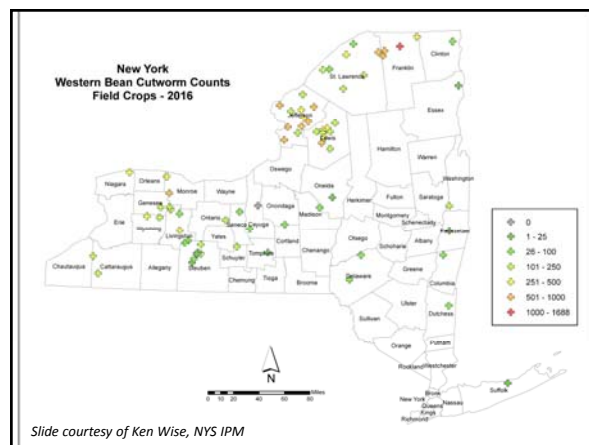 New York
Western Bean Cutworm Counts
Field Crops - 2016
Clinton
Franklin
St. Lawrence
Essex
Jefferson
Lewis
Hamilton
Warren
Oswego
Washington
Niagara
Orleans
Monroe
Wayne
Oneida
Herkimer
Fulton
Saratoga
Genesee
Onondaga
Madison
Montgomery
Erie
Wyoming
Ontario
Seneca
Cayuga
Schenectady
Livingston
Yates
Cortland
Otsego
Schoharie
Albany
Chenango
Schuyler
Tompkins
Chautauqua
Cattaraugus
Allegany
Steuben
Chemung
Tioga
Broome
Delaware
Greene
Columbia
Ulster
Dutchess
Sullivan
Orange
Putnam
Rockland
Westchester
Bronx
New York
Queens
Nassau
Kings
Richmond
Suffolk
0
1 - 25
26 - 100
101 - 250
251 - 500
501 - 1000
1000 - 1688
N
Miles
0
20
40
60
80
Slide courtesy of Ken Wise, NYS IPM